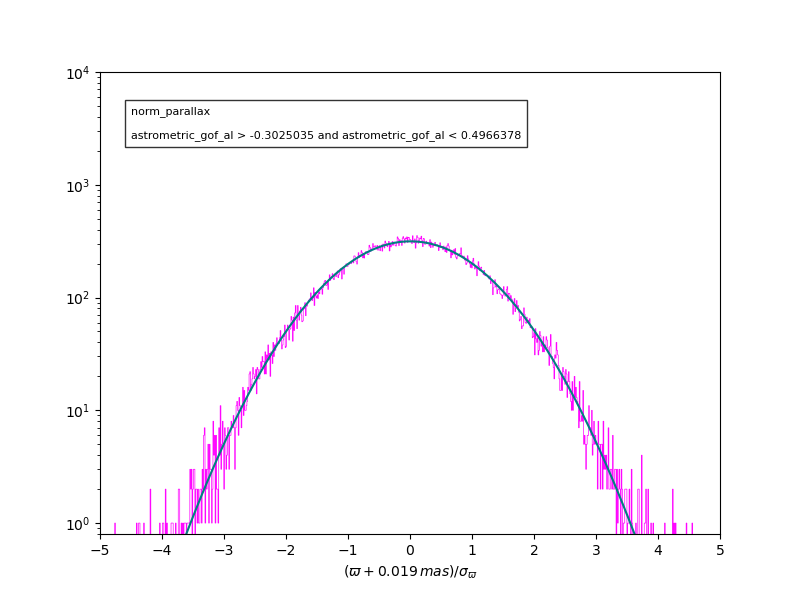 10⁴
norm_parallax
astrometric_gof_al > -0.3025035 and astrometric_gof_al < 0.4966378
10³
10²
10¹
10⁰
−5 −4 −3 −2 −1 0 1 2 3 4 5
(ϖ + 0.019 mas)/σ_ϖ